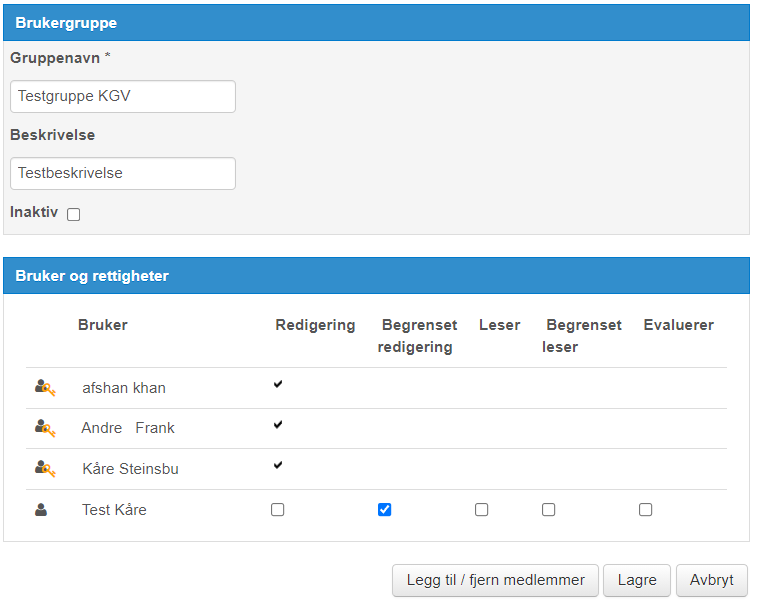 Brukergruppe
Gruppenavn *
Testgruppe KGV
Beskrivelse
Testbeskrivelse
Inaktiv
Bruker og rettigheter
Bruker Redigering Begrenset Leser Begrenset Evaluerer
redigering leser
afshan khan
Andre Frank
Kåre Steinsbu
Test Kåre
Legg til / fjern medlemmer Lagre Avbryt